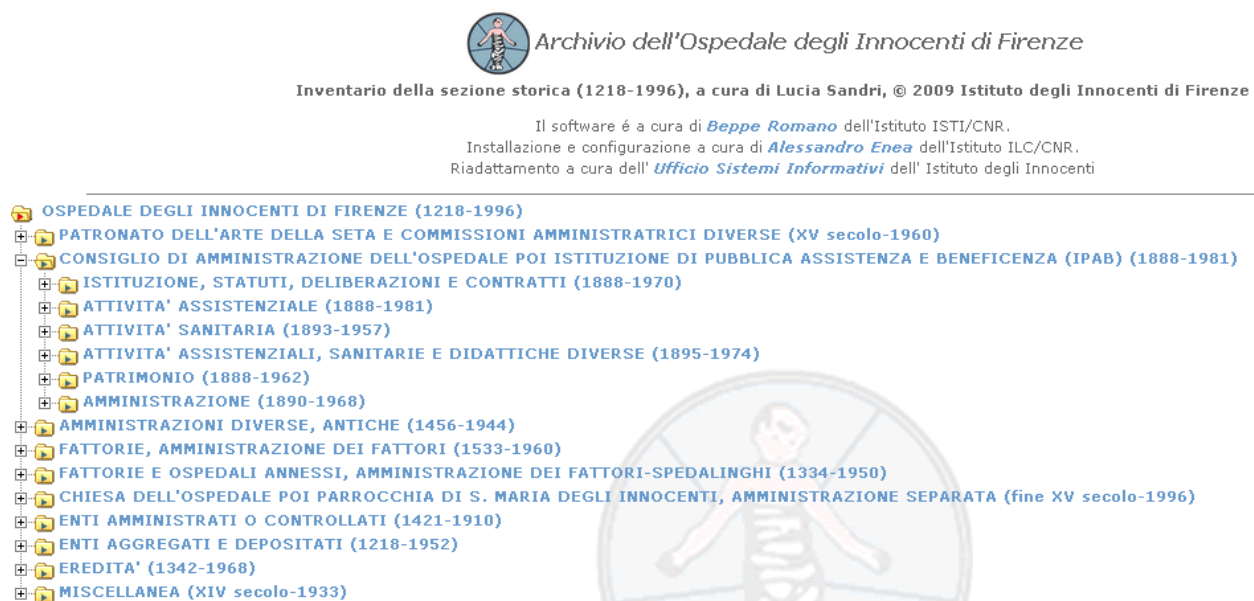 Archivio dell'Ospedale degli Innocenti di Firenze
Inventario della sezione storica (1218-1996), a cura di Lucia Sandri, © 2009 Istituto degli Innocenti di Firenze
Il software é a cura di Beppe Romano dell'Istituto ISTI/CNR.
Installazione e configurazione a cura di Alessandro Enea dell'Istituto ILC/CNR.
Riadattamento a cura dell' Ufficio Sistemi Informativi dell' Istituto degli Innocenti
OSPEDALE DEGLI INNOCENTI DI FIRENZE (1218-1996)
PATRONATO DELL'ARTE DELLA SETA E COMMISSIONI AMMINISTRATRICI DIVERSE (XV secolo-1960)
CONSIGLIO DI AMMINISTRAZIONE DELL'OSPEDALE POI ISTITUZIONE DI PUBBLICA ASSISTENZA E BENEFICENZA (IPAB) (1888-1981)
ISTITUZIONE, STATUTI, DELIBERAZIONI E CONTRATTI (1888-1970)
ATTIVITA' ASSISTENZIALE (1888-1981)
ATTIVITA' SANITARIA (1893-1957)
ATTIVITA' ASSISTENZIALI, SANITARIE E DIDATTICHE DIVERSE (1895-1974)
PATRIMONIO (1888-1962)
AMMINISTRAZIONE (1890-1968)
AMMINISTRAZIONI DIVERSE, ANTICHE (1456-1944)
FATTORIE, AMMINISTRAZIONE DEI FATTORI (1533-1960)
FATTORIE E OSPEDALI ANNESSI, AMMINISTRAZIONE DEI FATTORI-SPEDALINGHI (1334-1950)
CHIESA DELL'OSPEDALE POI PARROCCHIA DI S. MARIA DEGLI INNOCENTI, AMMINISTRAZIONE SEPARATA (fine XV secolo-1996)
ENTI AMMINISTRATI O CONTROLLATI (1421-1910)
ENTI AGGREGATI E DEPOSITATI (1218-1952)
EREDITA' (1342-1968)
MISCELLANEA (XIV secolo-1933)